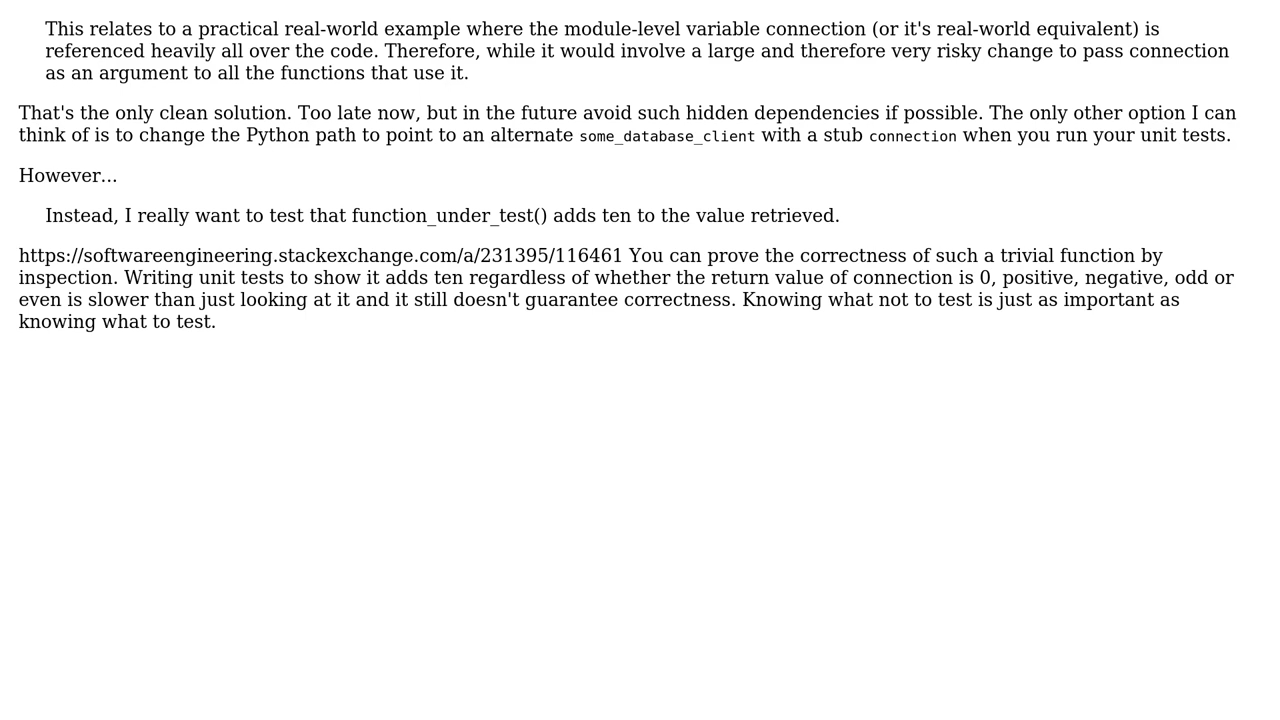 This relates to a practical real-world example where the module-level variable connection (or it's real-world equivalent) is
referenced heavily all over the code. Therefore, while it would involve a large and therefore very risky change to pass connection
as an argument to all the functions that use it.
That's the only clean solution. Too late now, but in the future avoid such hidden dependencies if possible. The only other option I can
think of is to change the Python path to point to an alternate some_database_client with a stub connection when you run your unit tests.
However...
Instead, I really want to test that function_under_test() adds ten to the value retrieved.
https://softwareengineering.stackexchange.com/a/231395/116461 You can prove the correctness of such a trivial function by
inspection. Writing unit tests to show it adds ten regardless of whether the return value of connection is 0, positive, negative, odd or
even is slower than just looking at it and it still doesn't guarantee correctness. Knowing what not to test is just as important as
knowing what to test.